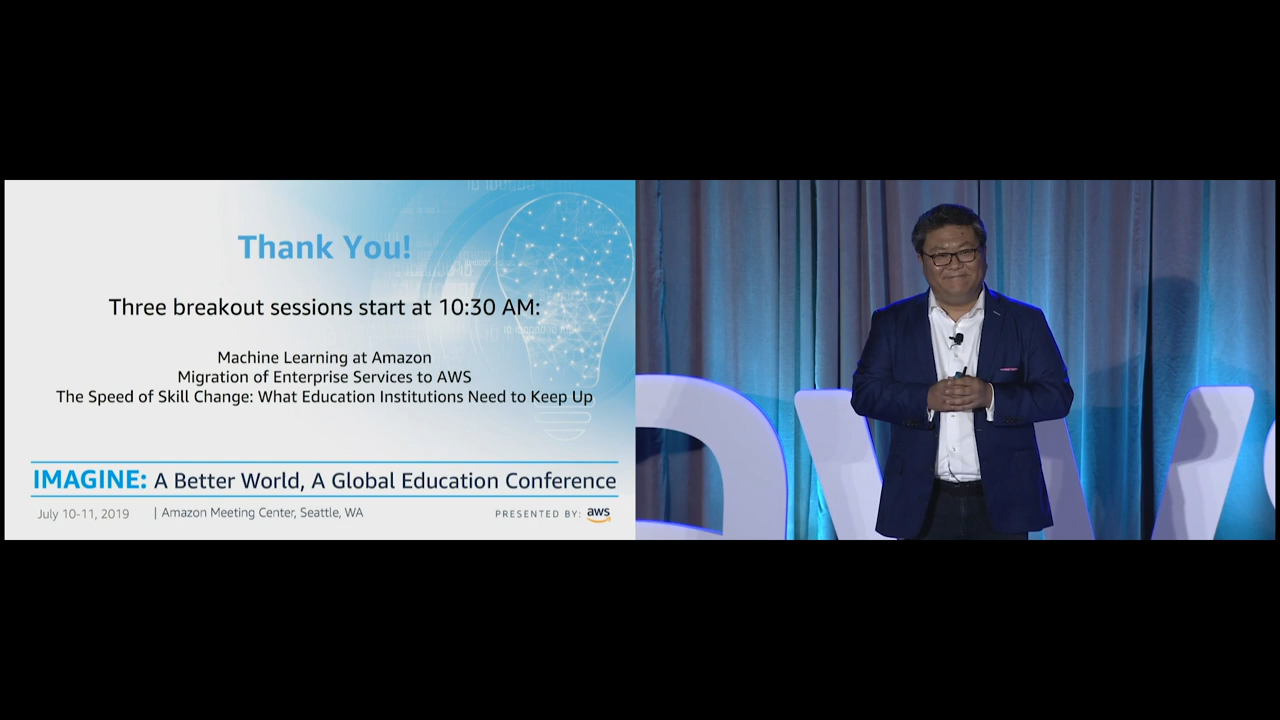 Thank You!
Three breakout sessions start at 10:30 AM:
Machine Learning at Amazon
Migration of Enterprise Services to AWS
The Speed of Skill Change: What Education Institutions Need to Keep Up
IMAGINE: A Better World, A Global Education Conference
July 10-11, 2019 | Amazon Meeting Center, Seattle, WA
PRESENTED BY: aws
aws